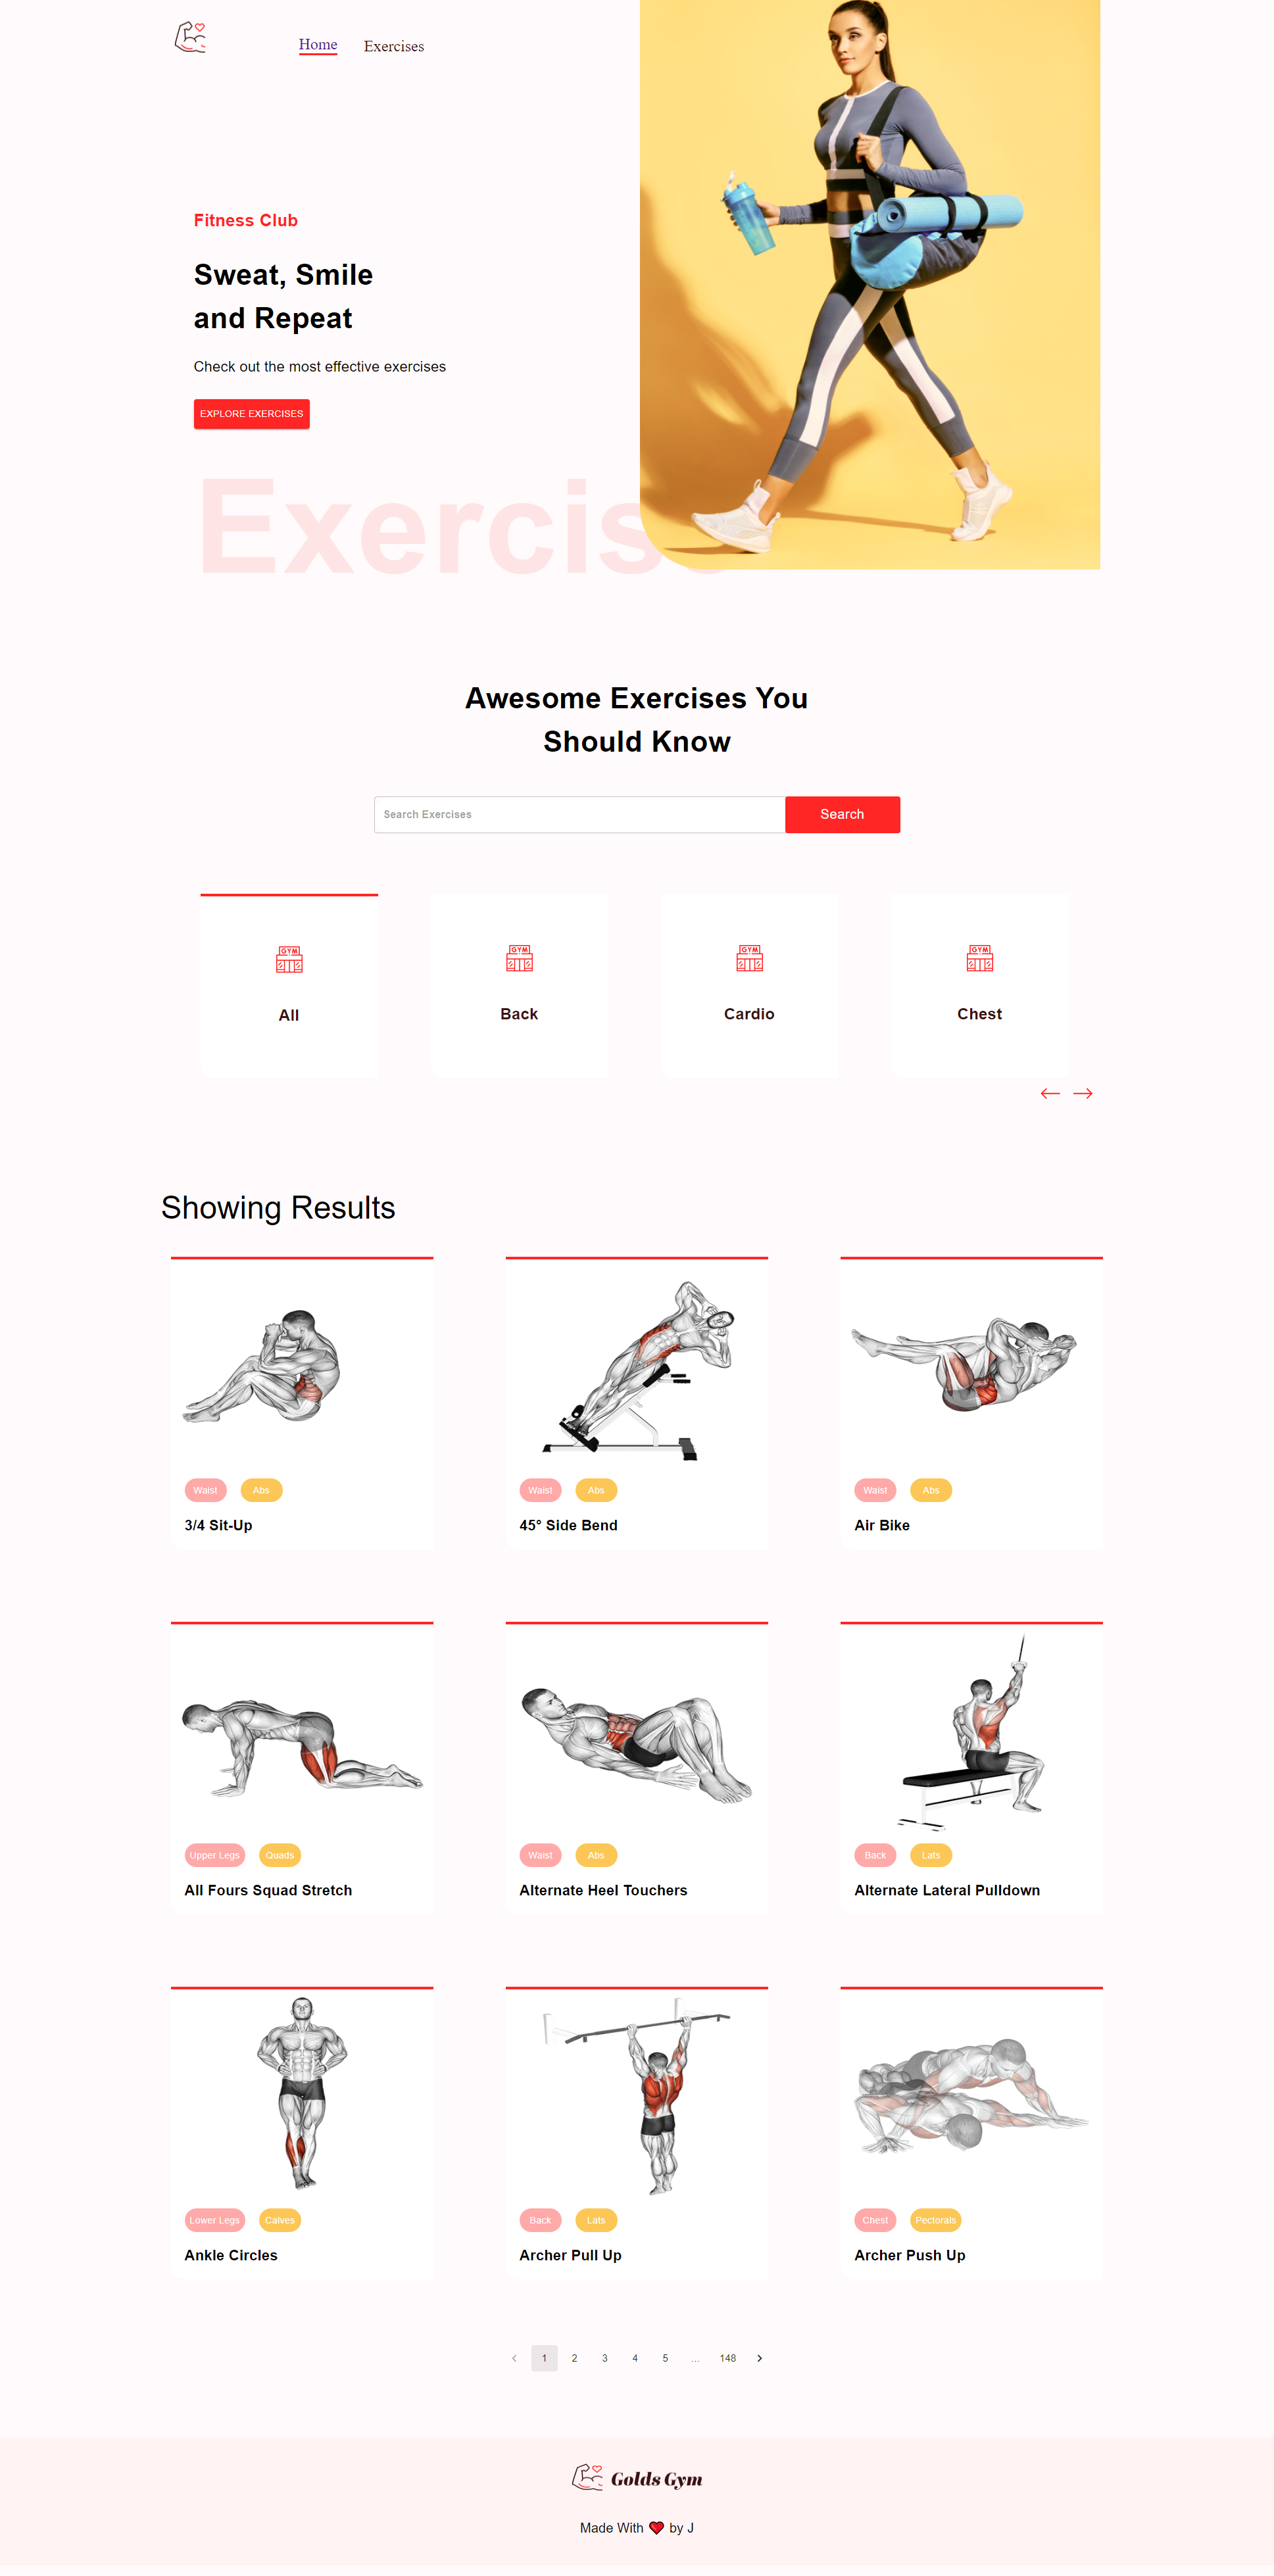 Home
Exercises
Fitness Club
Sweat, Smile
and Repeat
Check out the most effective exercises
EXPLORE EXERCISES
Awesome Exercises You
Should Know
Search Exercises
Search
GYM
GYM
GYM
GYM
All
Back
Cardio
Chest
Showing Results
Waist
Abs
3/4 Sit-Up
Waist
Abs
45° Side Bend
Waist
Abs
Air Bike
Upper Legs
Quads
All Fours Squad Stretch
Waist
Abs
Alternate Heel Touchers
Back
Lats
Alternate Lateral Pulldown
Lower Legs
Calves
Ankle Circles
Back
Lats
Archer Pull Up
Chest
Pectorals
Archer Push Up
1 2 3 4 5 ... 148
Golds Gym
Made With ❤️ by J